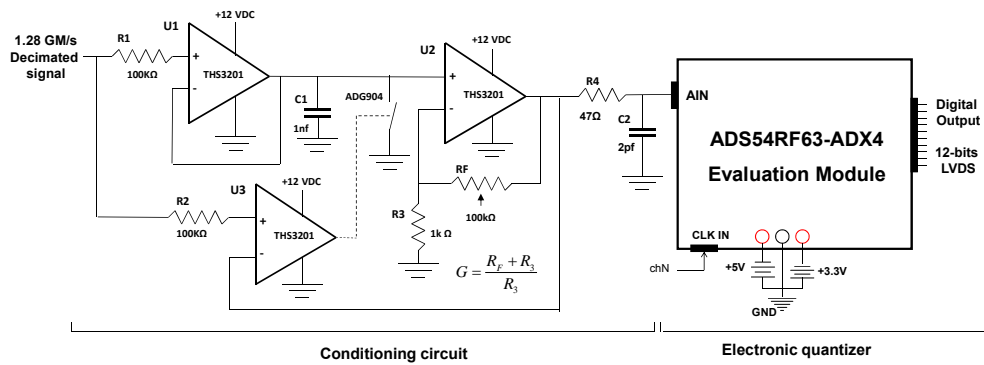 1.28 GM/s
Decimated
signal
R1
100KΩ
U1
+12 VDC
+
-
THS3201
C1
1nf
ADG904
U2
+12 VDC
+
-
THS3201
RF
100kΩ
R3
1k Ω
G = (R_F + R_3) / R_3
R2
100KΩ
U3
+12 VDC
+
-
THS3201
R4
47Ω
C2
2pf
AIN
ADS54RF63-ADX4
Evaluation Module
CLK IN
chN
+5V
+3.3V
GND
Digital
Output
12-bits
LVDS
Conditioning circuit
Electronic quantizer